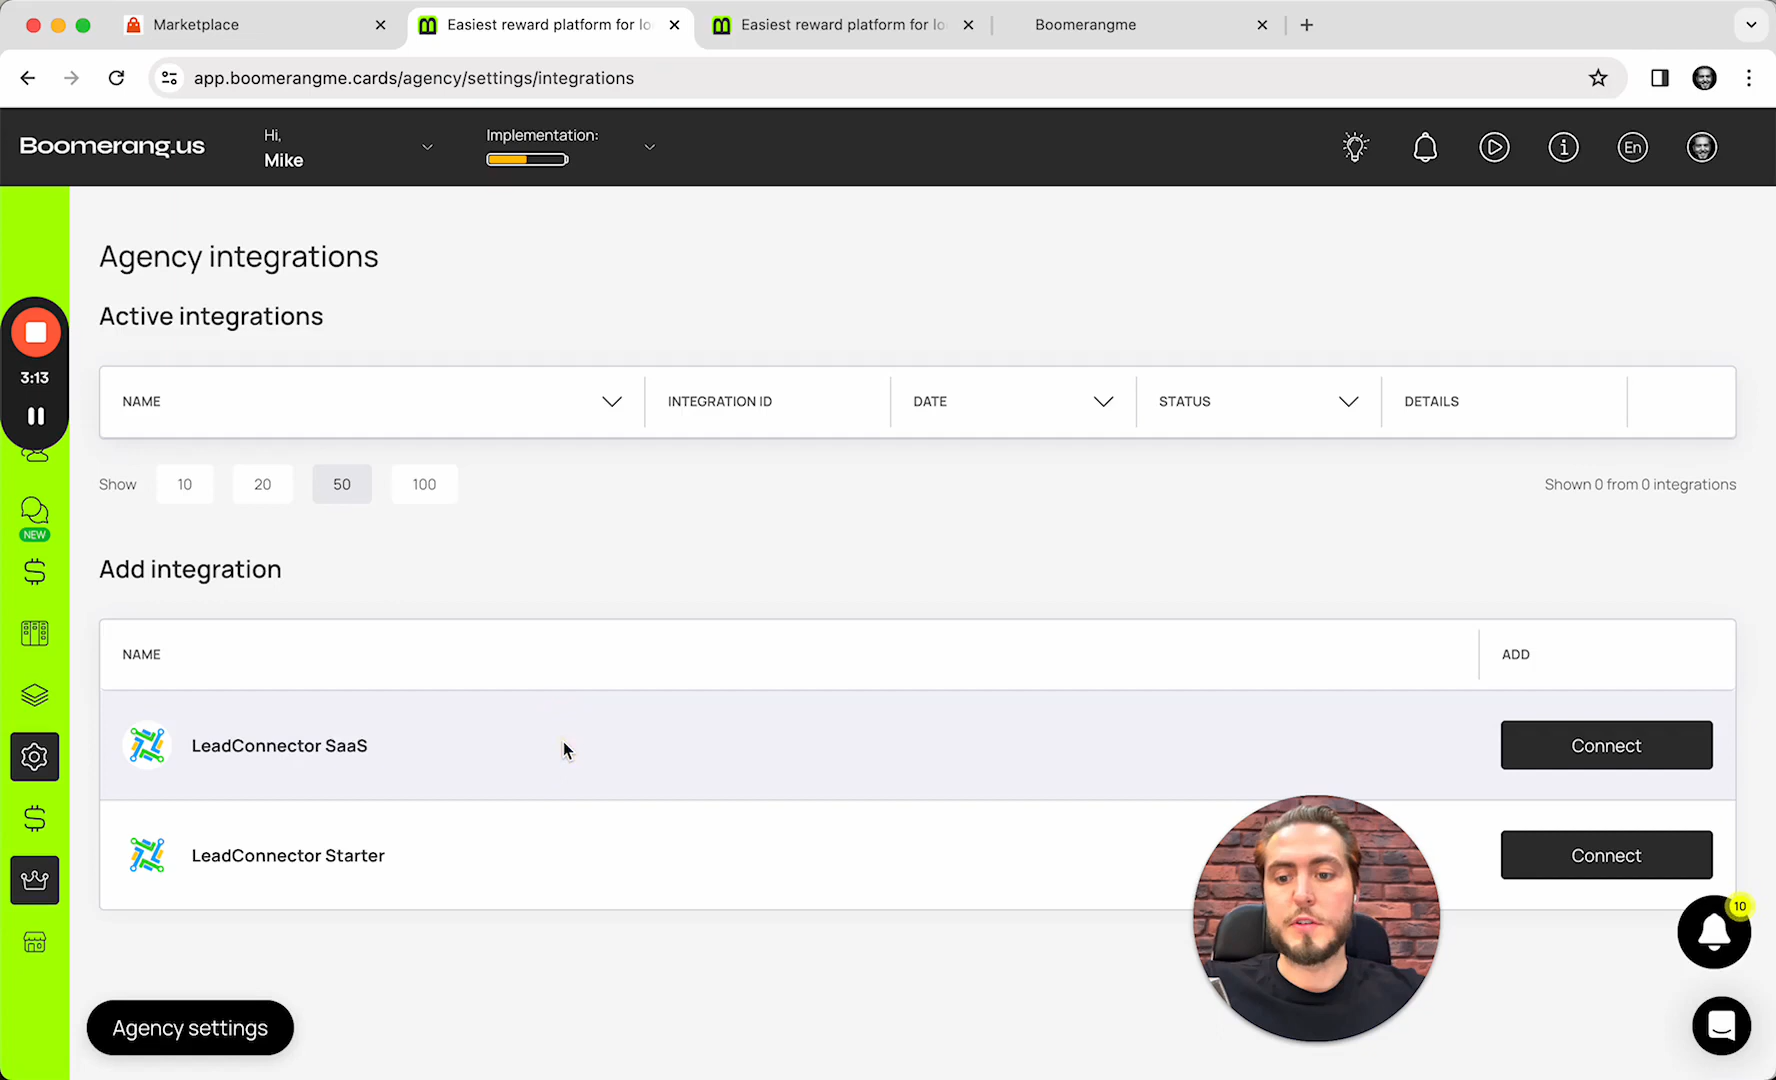 Marketplace
Easiest reward platform for lo
Easiest reward platform for lo
Boomerangme
app.boomerangme.cards/agency/settings/integrations
Boomerang.us
Hi,
Mike
Implementation:
En
Agency integrations
Active integrations
3:13
NAME
INTEGRATION ID
DATE
STATUS
DETAILS
Show
10
20
50
100
Shown 0 from 0 integrations
NEW
Add integration
NAME
ADD
LeadConnector SaaS
Connect
LeadConnector Starter
Connect
10
Agency settings